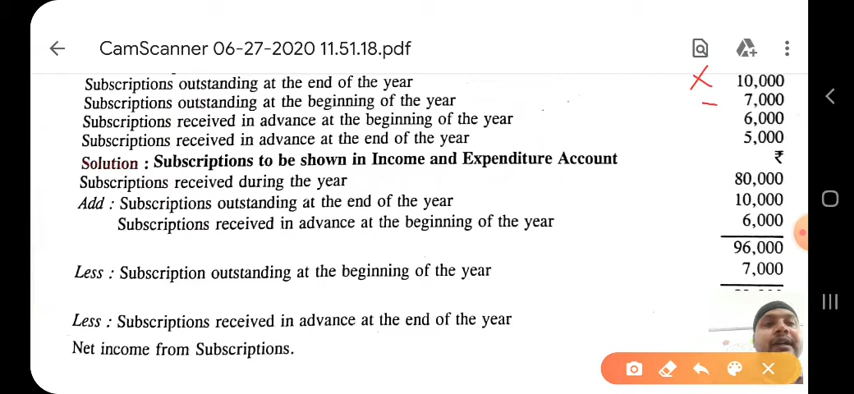 CamScanner 06-27-2020 11.51.18.pdf
Subscriptions outstanding at the end of the year 10,000
Subscriptions outstanding at the beginning of the year 7,000
Subscriptions received in advance at the beginning of the year 6,000
Subscriptions received in advance at the end of the year 5,000
Solution : Subscriptions to be shown in Income and Expenditure Account ₹
Subscriptions received during the year 80,000
Add : Subscriptions outstanding at the end of the year 10,000
Subscriptions received in advance at the beginning of the year 6,000
96,000
Less : Subscription outstanding at the beginning of the year 7,000
Less : Subscriptions received in advance at the end of the year
Net income from Subscriptions.